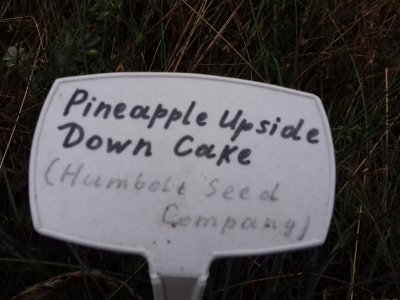 Pineapple Upside
Down Cake
(Humbolt Seed
Company)